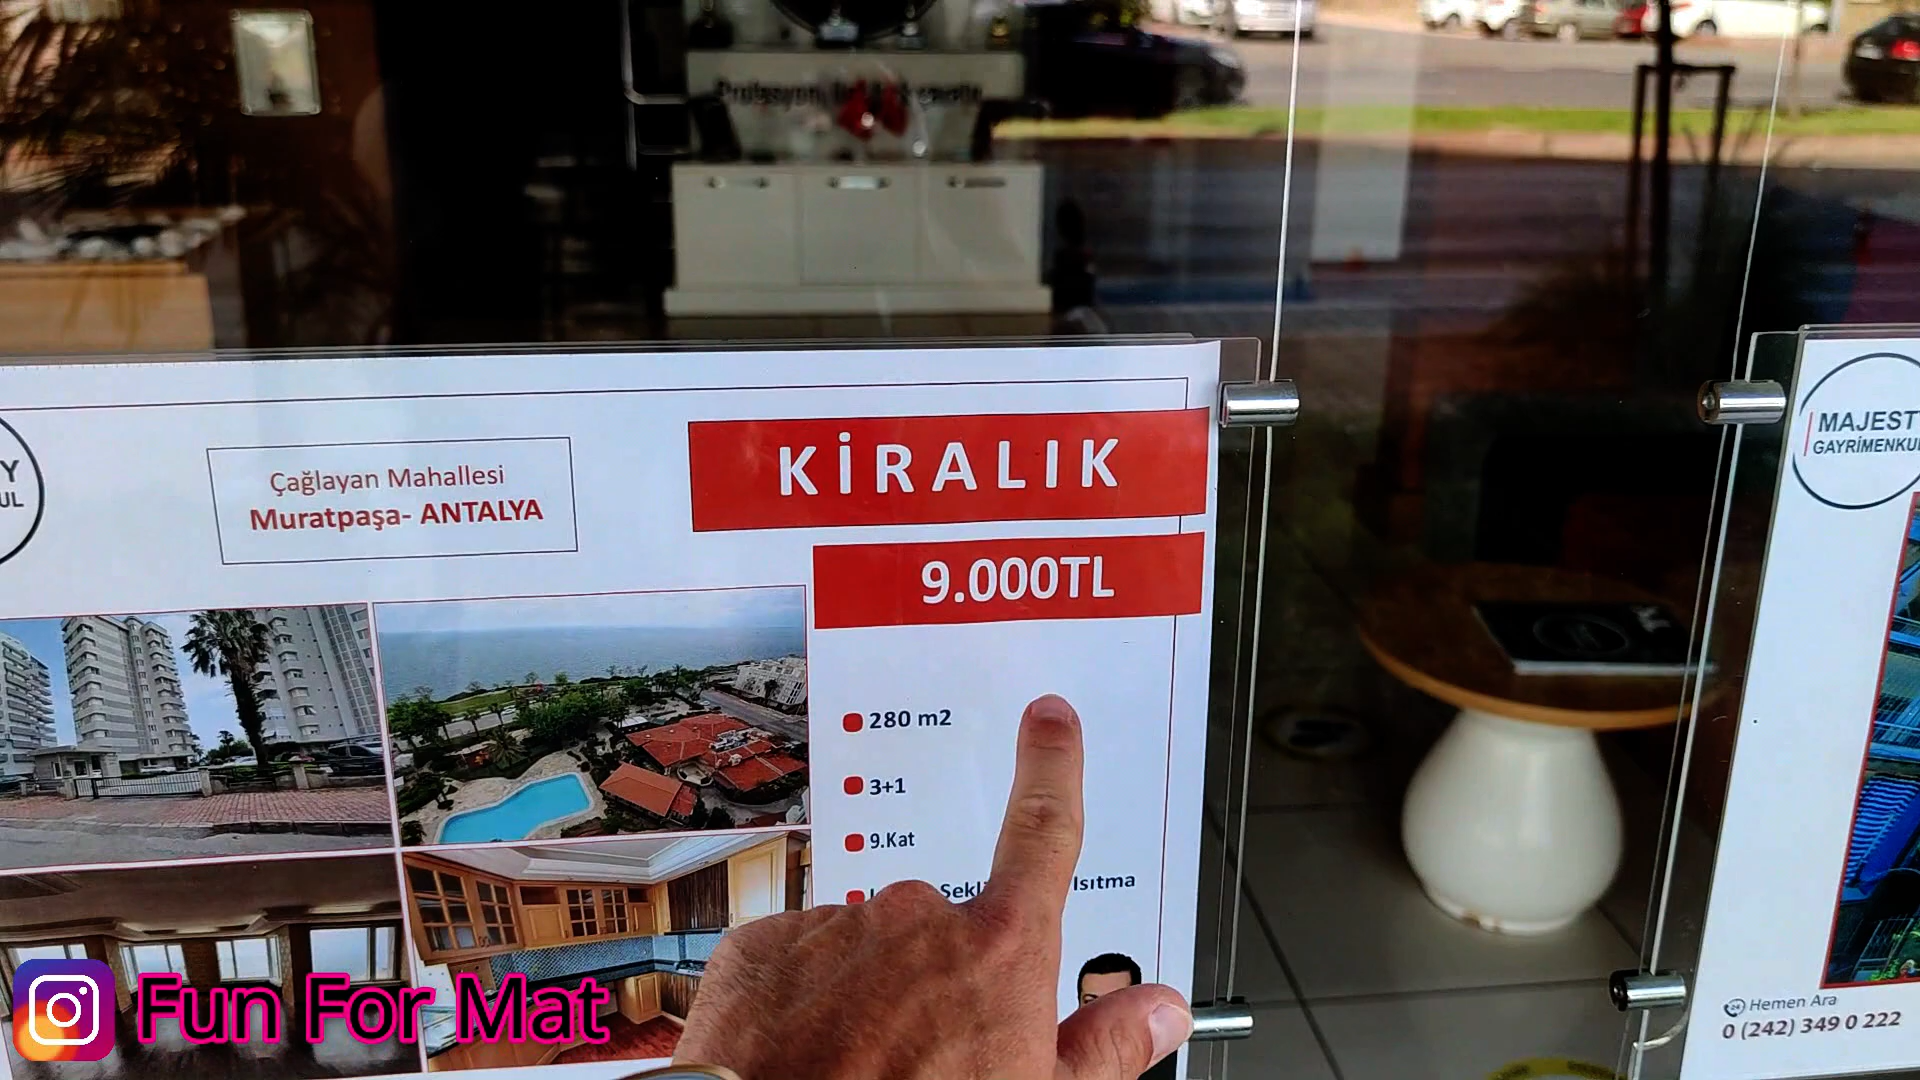 Çağlayan Mahallesi
Muratpaşa- ANTALYA
KİRALIK
9.000TL
280 m2
3+1
9.Kat
Isıtma
MAJEST
GAYRİMENKU
Hemen Ara
0 (242) 349 0 222
Fun For Mat